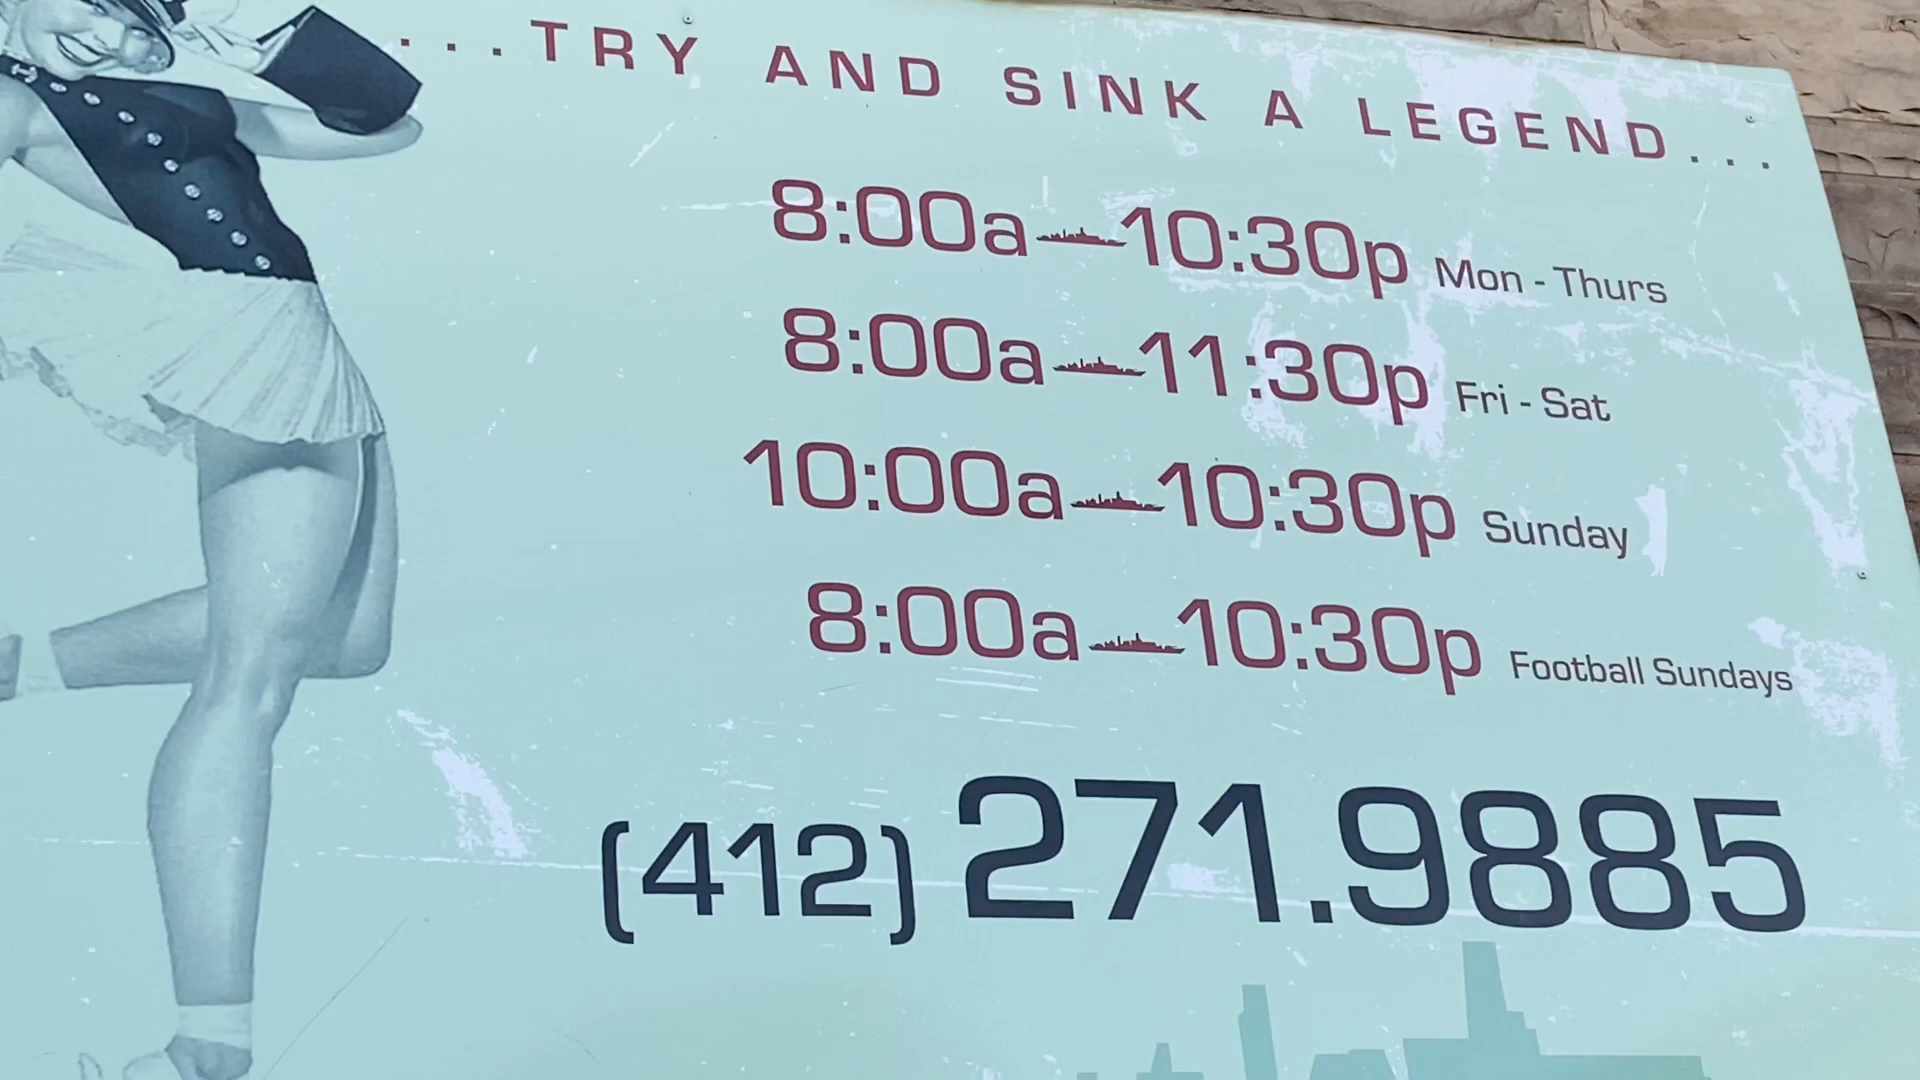 ...TRY AND SINK A LEGEND...
8:00a-10:30p Mon - Thurs
8:00a-11:30p Fri - Sat
10:00a-10:30p Sunday
8:00a-10:30p Football Sundays
(412) 271.9885